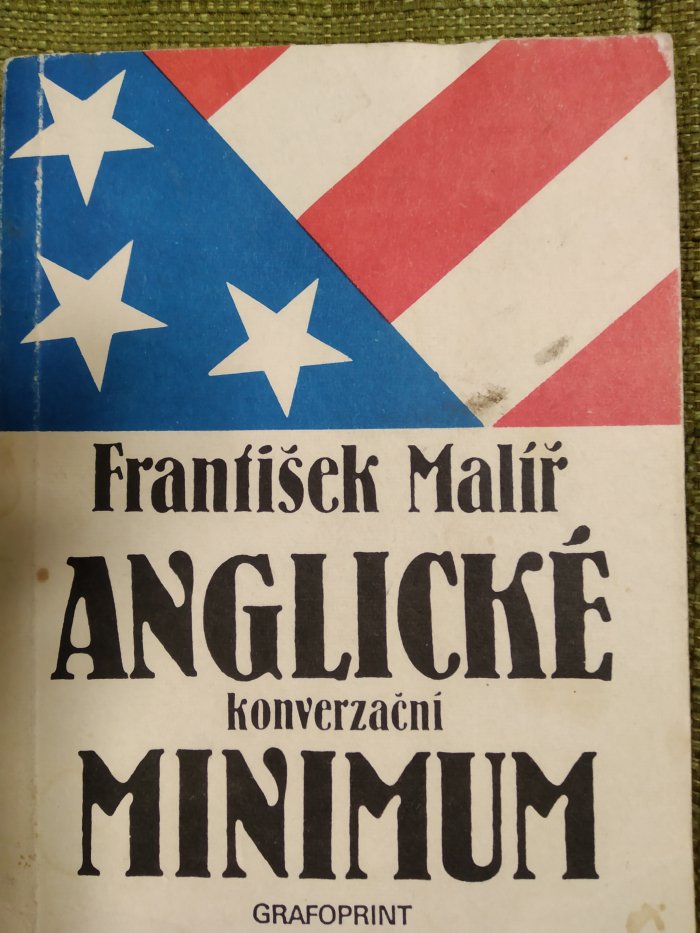 František Malíř
ANGLICKÉ
konverzační
MINIMUM
GRAFOPRINT